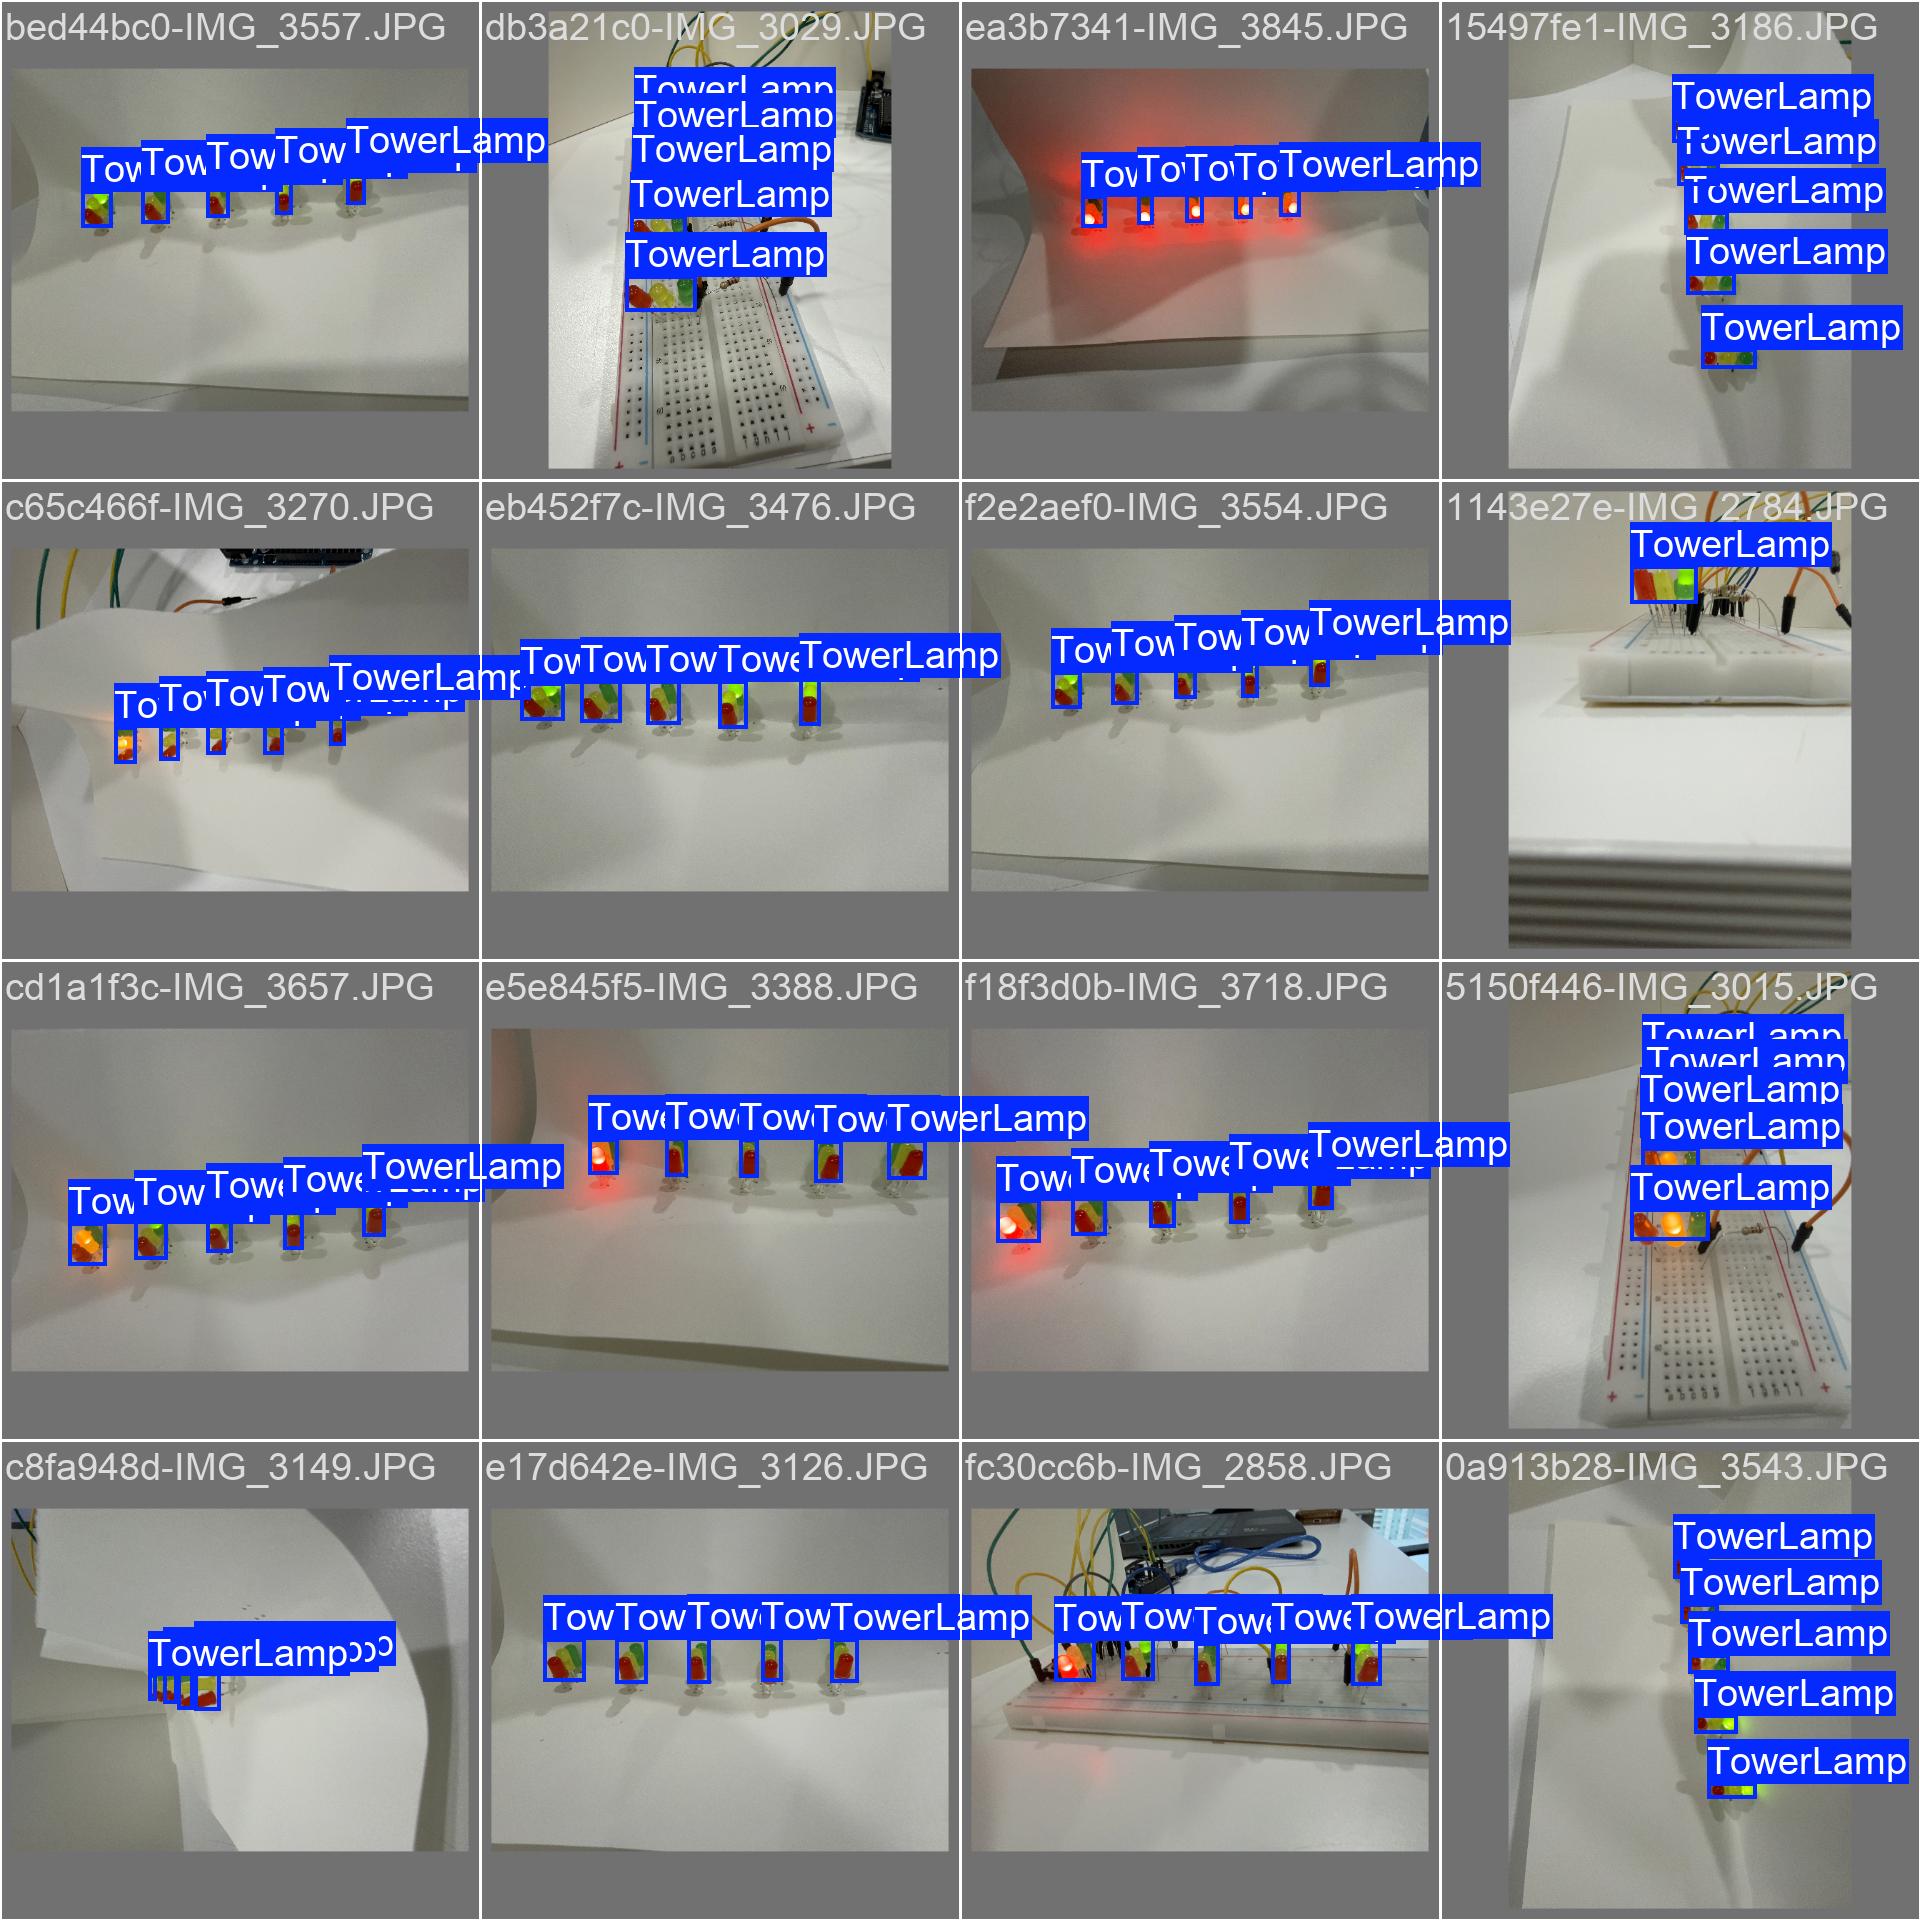 bed44bc0-IMG_3557.JPG
Tow Tow Tow Tow TowerLamp
db3a21c0-IMG_3029.JPG
TowerLamp
TowerLamp
TowerLamp
TowerLamp
TowerLamp
ea3b7341-IMG_3845.JPG
Tow To To To TowerLamp
15497fe1-IMG_3186.JPG
TowerLamp
TowerLamp
TowerLamp
TowerLamp
TowerLamp
c65c466f-IMG_3270.JPG
To To Tow Tow TowerLamp
eb452f7c-IMG_3476.JPG
Tow Tow Tow Towe TowerLamp
f2e2aef0-IMG_3554.JPG
Tow Tow Tow Tow TowerLamp
1143e27e-IMG_2784.JPG
TowerLamp
cd1a1f3c-IMG_3657.JPG
Tow Tow Towe Towe TowerLamp
e5e845f5-IMG_3388.JPG
Towe Tow Tow Tow TowerLamp
f18f3d0b-IMG_3718.JPG
Tow Towe Towe Towe TowerLamp
5150f446-IMG_3015.JPG
TowerLamp
TowerLamp
TowerLamp
TowerLamp
TowerLamp
c8fa948d-IMG_3149.JPG
TowerLamp
e17d642e-IMG_3126.JPG
Tow Tow Tow Tow TowerLamp
fc30cc6b-IMG_2858.JPG
Tow Tow Towe Towe TowerLamp
0a913b28-IMG_3543.JPG
TowerLamp
TowerLamp
TowerLamp
TowerLamp
TowerLamp